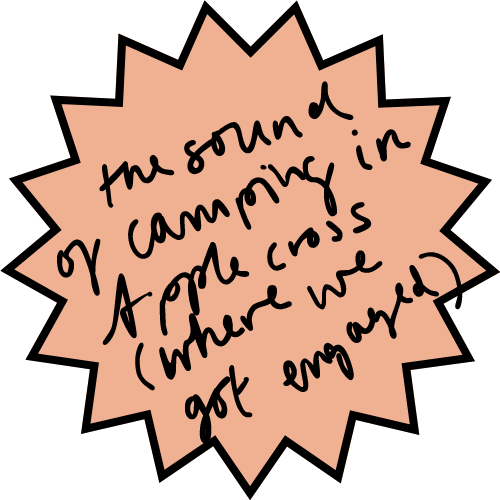 the sound
of camping in
Applecross
(where we
got engaged)